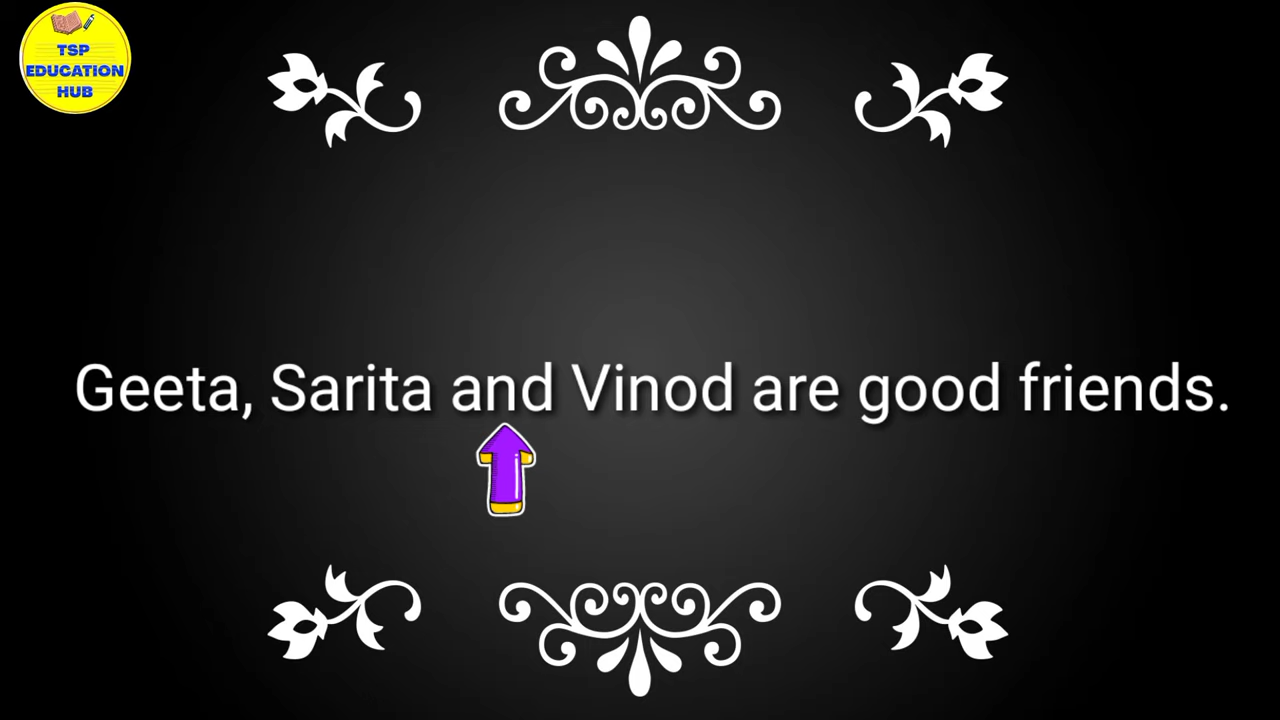 TSP
EDUCATION
HUB
Geeta, Sarita and Vinod are good friends.